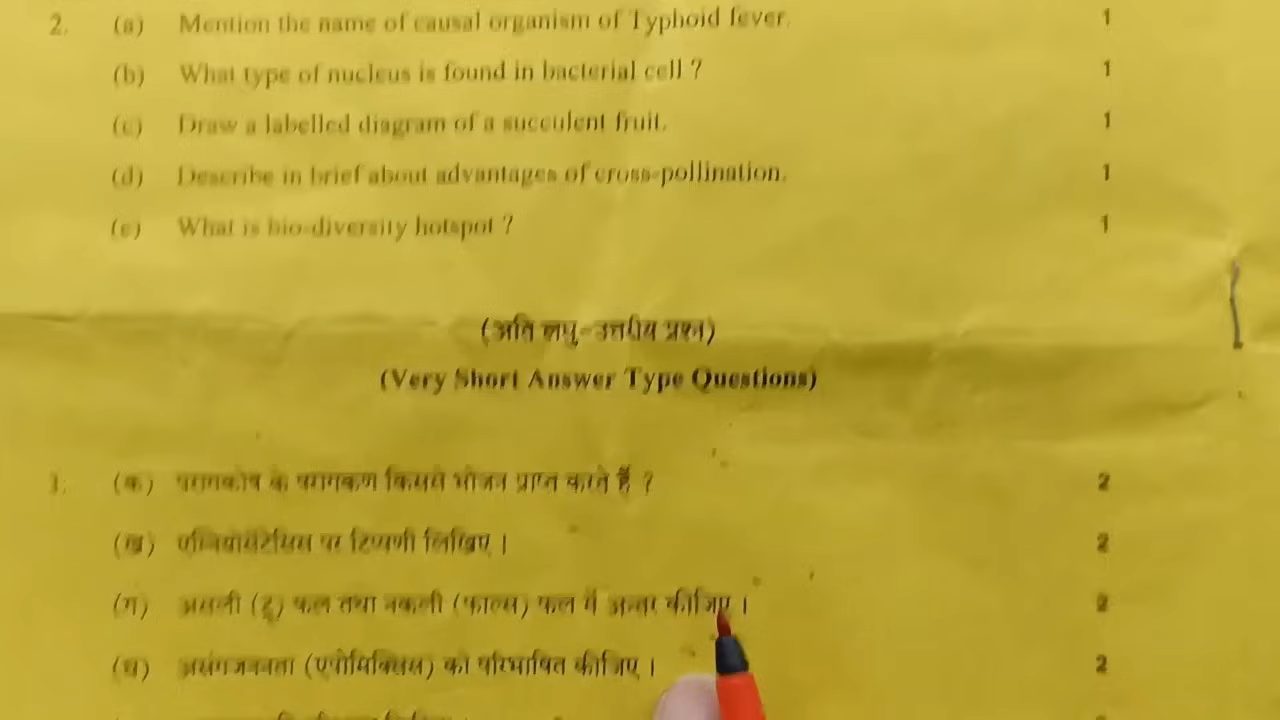 2. (a) Mention the name of causal organism of Typhoid fever. 1
(b) What type of nucleus is found in bacterial cell ? 1
(c) Draw a labelled diagram of a succulent fruit. 1
(d) Describe in brief about advantages of cross-pollination. 1
(e) What is bio-diversity hotspot ? 1
(अति लघु-उत्तरीय प्रश्न)
(Very Short Answer Type Questions)
(क) परागकोष के परागकण किससे भोजन प्राप्त करते हैं ? 2
(ख) एम्नियोसेंटेसिस पर टिप्पणी लिखिए । 2
(ग) असली (ट्रू) फल तथा नकली (फाल्स) फल में अन्तर कीजिए । 2
(घ) असंगजननता (एपोमिक्सिस) को परिभाषित कीजिए । 2